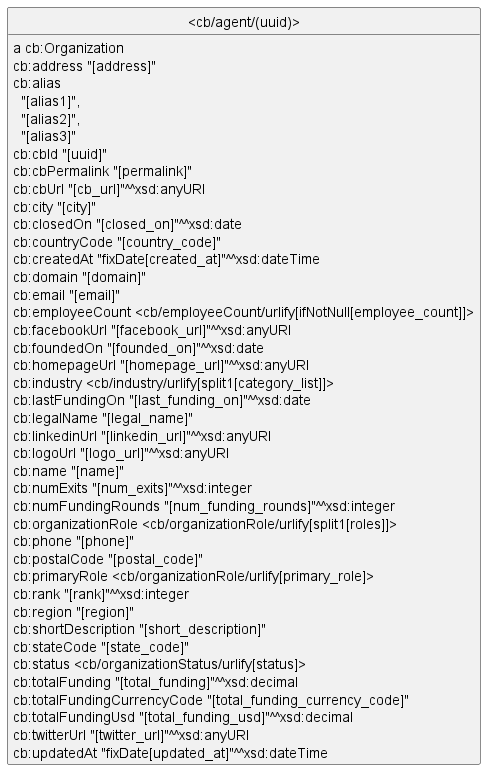 <cb/agent/(uuid)>
a cb:Organization
cb:address "[address]"
cb:alias
"[alias1]",
"[alias2]",
"[alias3]"
cb:cbId "[uuid]"
cb:cbPermalink "[permalink]"
cb:cbUrl "[cb_url]"^^xsd:anyURI
cb:city "[city]"
cb:closedOn "[closed_on]"^^xsd:date
cb:countryCode "[country_code]"
cb:createdAt "fixDate[created_at]"^^xsd:dateTime
cb:domain "[domain]"
cb:email "[email]"
cb:employeeCount <cb/employeeCount/urlify[ifNotNull[employee_count]]>
cb:facebookUrl "[facebook_url]"^^xsd:anyURI
cb:foundedOn "[founded_on]"^^xsd:date
cb:homepageUrl "[homepage_url]"^^xsd:anyURI
cb:industry <cb/industry/urlify[split1[category_list]]>
cb:lastFundingOn "[last_funding_on]"^^xsd:date
cb:legalName "[legal_name]"
cb:linkedinUrl "[linkedin_url]"^^xsd:anyURI
cb:logoUrl "[logo_url]"^^xsd:anyURI
cb:name "[name]"
cb:numExits "[num_exits]"^^xsd:integer
cb:numFundingRounds "[num_funding_rounds]"^^xsd:integer
cb:organizationRole <cb/organizationRole/urlify[split1[roles]]>
cb:phone "[phone]"
cb:postalCode "[postal_code]"
cb:primaryRole <cb/organizationRole/urlify[primary_role]>
cb:rank "[rank]"^^xsd:integer
cb:region "[region]"
cb:shortDescription "[short_description]"
cb:stateCode "[state_code]"
cb:status <cb/organizationStatus/urlify[status]>
cb:totalFunding "[total_funding]"^^xsd:decimal
cb:totalFundingCurrencyCode "[total_funding_currency_code]"
cb:totalFundingUsd "[total_funding_usd]"^^xsd:decimal
cb:twitterUrl "[twitter_url]"^^xsd:anyURI
cb:updatedAt "fixDate[updated_at]"^^xsd:dateTime